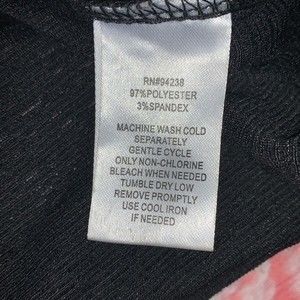 RN#94238
97%POLYESTER
3%SPANDEX
MACHINE WASH COLD
SEPARATELY
GENTLE CYCLE
ONLY NON-CHLORINE
BLEACH WHEN NEEDED
TUMBLE DRY LOW
REMOVE PROMPTLY
USE COOL IRON
IF NEEDED